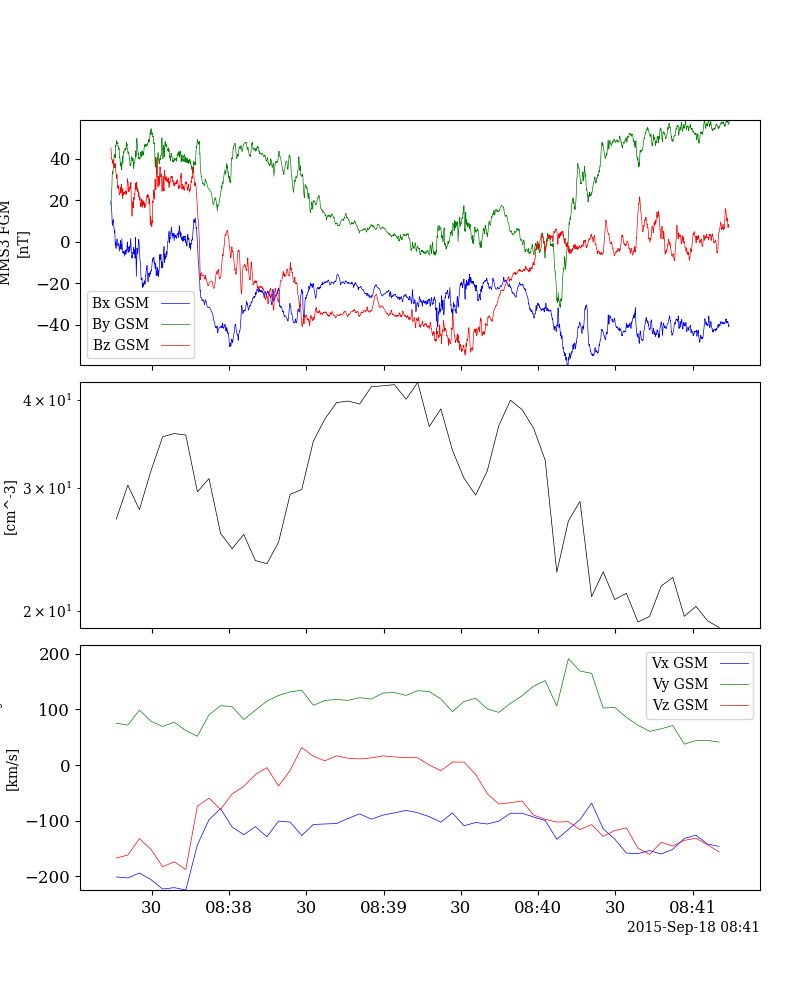 MMS3 FGM
[nT]
40
20
0
−20
−40
Bx GSM
By GSM
Bz GSM
[cm^-3]
4×10¹
3×10¹
2×10¹
[km/s]
200
100
0
−100
−200
Vx GSM
Vy GSM
Vz GSM
30 08:38 30 08:39 30 08:40 30 08:41
2015-Sep-18 08:41